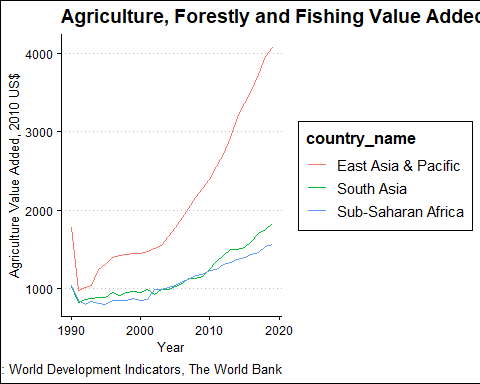 Agriculture, Forestly and Fishing Value Added
4000
3000
2000
1000
Agriculture Value Added, 2010 US$
1990
2000
2010
2020
Year
country_name
East Asia & Pacific
South Asia
Sub-Saharan Africa
: World Development Indicators, The World Bank